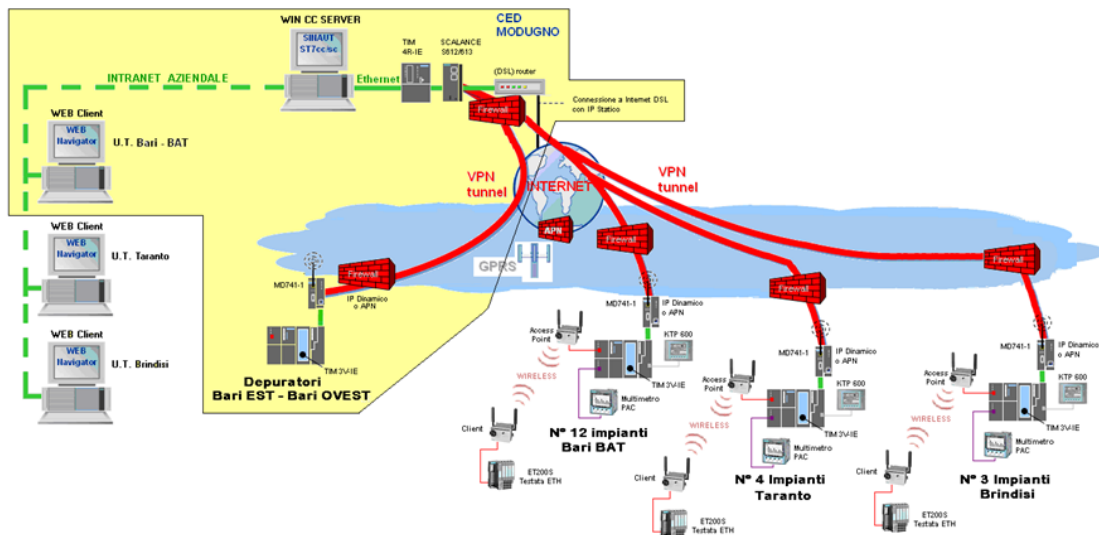 WIN CC SERVER
SINAUT
ST7cc/sc
TIM
4R-IE
SCALANCE
S612/613
CED
MODUGNO
(DSL) router
INTRANET AZIENDALE
Ethernet
Connessione a Internet DSL
con IP Statico
Firewall
WEB Client
WEB
Navigator
U.T. Bari - BAT
VPN
tunnel
INTERNET
VPN
tunnel
APN
GPRS
WEB Client
WEB
Navigator
U.T. Taranto
Firewall
MD741-1
IP Dinamico
o APN
TIM 3V-IE
Depuratori
Bari EST - Bari OVEST
WEB Client
WEB
Navigator
U.T. Brindisi
Firewall
MD741-1
IP Dinamico
o APN
Access
Point
KTP 600
WIRELESS
TIM 3V-IE
Multimetro
PAC
Client
ET200S
Testata ETH
N° 12 impianti
Bari BAT
Firewall
MD741-1
IP Dinamico
o APN
Access
Point
KTP 600
WIRELESS
TIM 3V-IE
Multimetro
PAC
Client
ET200S
Testata ETH
N° 4 Impianti
Taranto
Firewall
MD741-1
IP Dinamico
o APN
Access
Point
KTP 600
WIRELESS
TIM 3V-IE
Multimetro
PAC
Client
ET200S
Testata ETH
N° 3 Impianti
Brindisi